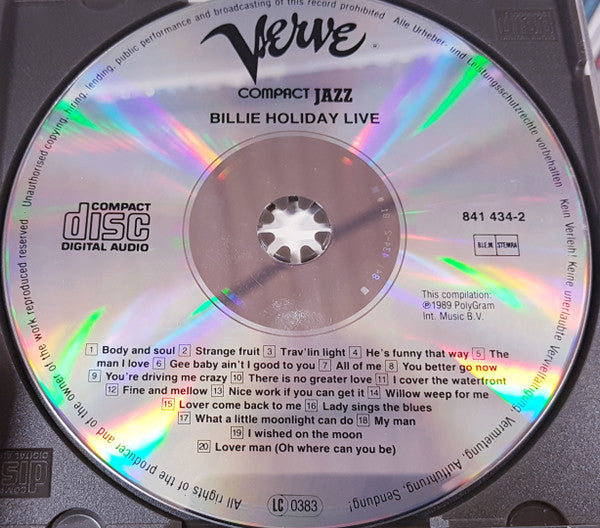 Unauthorised copying, hiring, lending, public performance and broadcasting of this record prohibited · Alle Urheber- und Leistungsschutzrechte vorbehalten · Kein Verleih! Keine unerlaubte Vervielfältigung, Vermietung, Aufführung, Sendung!
Verve ®
COMPACT JAZZ
BILLIE HOLIDAY LIVE
COMPACT
disc
DIGITAL AUDIO
841 434-2
B.I.E.M. STEMRA
This compilation:
℗1989 PolyGram
Int. Music B.V.
1 Body and soul 2 Strange fruit 3 Trav'lin light 4 He's funny that way 5 The
man I love 6 Gee baby ain't I good to you 7 All of me 8 You better go now
9 You're driving me crazy 10 There is no greater love 11 I cover the waterfront
12 Fine and mellow 13 Nice work if you can get it 14 Willow weep for me
15 Lover come back to me 16 Lady sings the blues
17 What a little moonlight can do 18 My man
19 I wished on the moon
20 Lover man (Oh where can you be)
LC 0383
All rights of the producer and of the owner of the work reproduced reserved ·